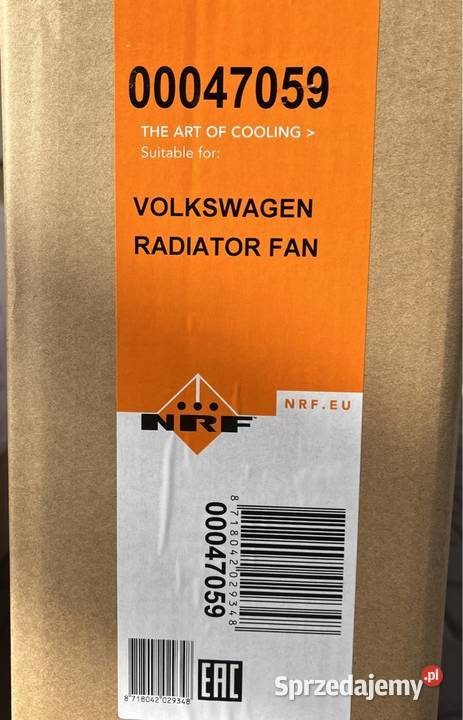 00047059
THE ART OF COOLING >
Suitable for:
VOLKSWAGEN
RADIATOR FAN
NRF™
NRF.EU
00047059
8 718042 029348
8 718042 029348
EAC
Sprzedajemy.pl